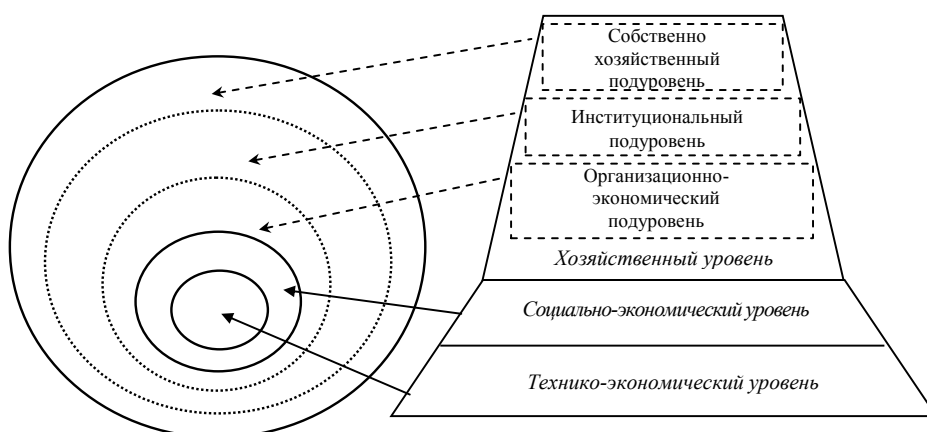 Собственно
хозяйственный
подуровень
Институциональный
подуровень
Организационно-
экономический
подуровень
Хозяйственный уровень
Социально-экономический уровень
Технико-экономический уровень